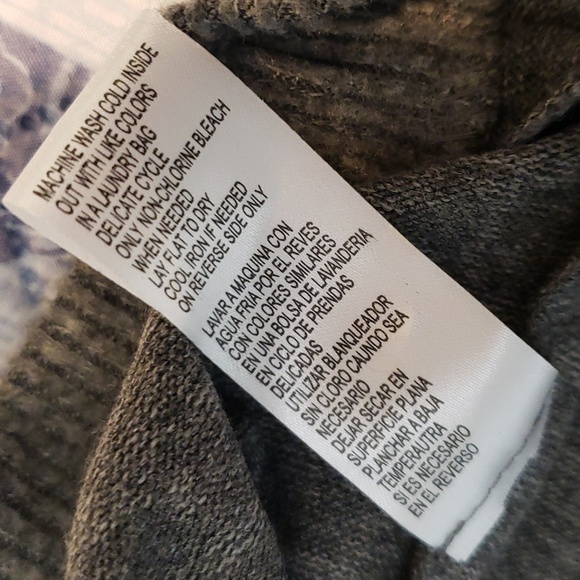 MACHINE WASH COLD INSIDE
OUT WITH LIKE COLORS
IN A LAUNDRY BAG
DELICATE CYCLE
ONLY NON-CHLORINE BLEACH
WHEN NEEDED
LAY FLAT TO DRY
COOL IRON IF NEEDED
ON REVERSE SIDE ONLY
LAVAR A MAQUINA CON
AGUA FRIA POR EL REVES
CON COLORES SIMILARES
EN UNA BOLSA DE LAVANDERIA
EN CICLO DE PRENDAS
DELICADAS
UTILIZAR BLANQUEADOR
SIN CLORO CAUNDO SEA
NECESARIO
DEJAR SECAR EN
SUPERFICIE PLANA
PLANCHAR A BAJA
TEMPERAUTRA
SI ES NECESARIO
EN EL REVERSO